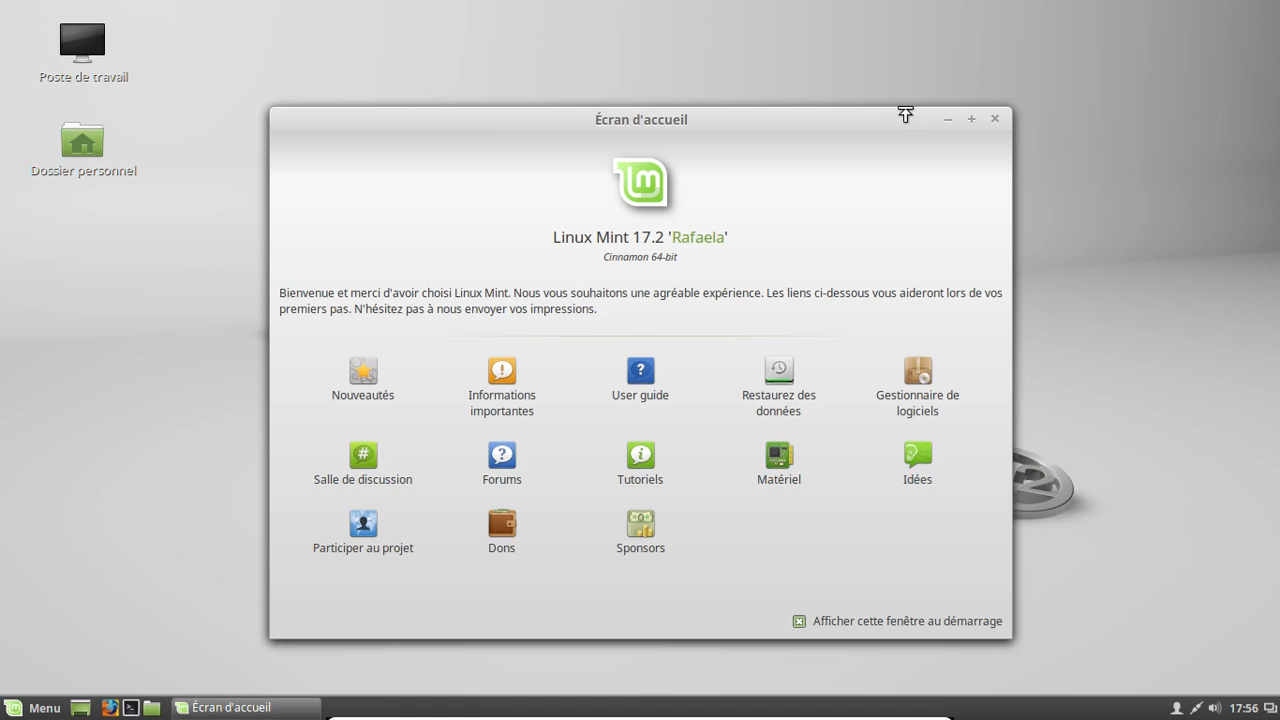 Poste de travail
Dossier personnel
Écran d'accueil
Linux Mint 17.2 'Rafaela'
Cinnamon 64-bit
Bienvenue et merci d'avoir choisi Linux Mint. Nous vous souhaitons une agréable expérience. Les liens ci-dessous vous aideront lors de vos
premiers pas. N'hésitez pas à nous envoyer vos impressions.
Nouveautés
Informations
importantes
User guide
Restaurez des
données
Gestionnaire de
logiciels
Salle de discussion
Forums
Tutoriels
Matériel
Idées
Participer au projet
Dons
Sponsors
Afficher cette fenêtre au démarrage
Menu
Écran d'accueil
17:56